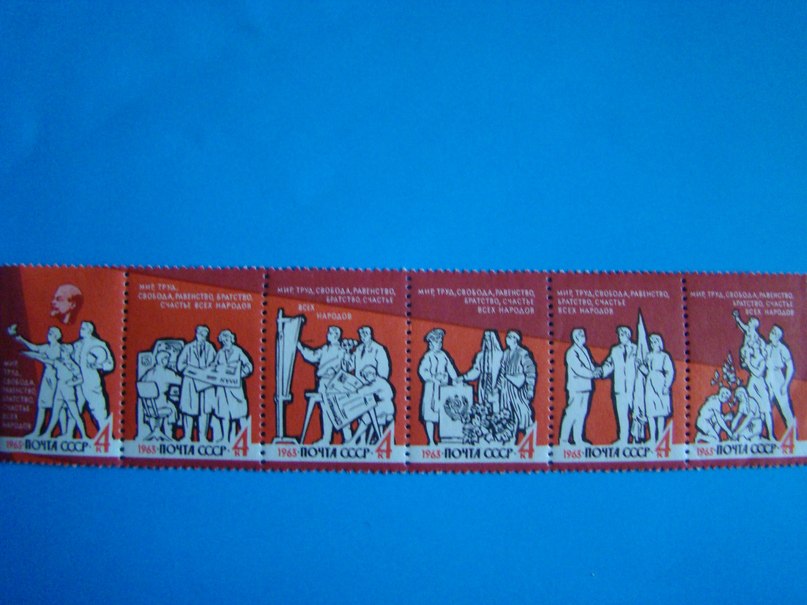 МИР
ТРУД,
СВОБОДА,
РАВЕНСТВО,
БРАТСТВО,
СЧАСТЬЕ
ВСЕХ
НАРОДОВ
1963·ПОЧТА СССР· 4 К
МИР, ТРУД,
СВОБОДА, РАВЕНСТВО, БРАТСТВО,
СЧАСТЬЕ ВСЕХ НАРОДОВ
1963·ПОЧТА СССР· 4 К
МИР, ТРУД, СВОБОДА, РАВЕНСТВО,
БРАТСТВО, СЧАСТЬЕ
ВСЕХ
НАРОДОВ
1963·ПОЧТА СССР· 4 К
МИР, ТРУД, СВОБОДА, РАВЕНСТВО,
БРАТСТВО, СЧАСТЬЕ
ВСЕХ НАРОДОВ
1963·ПОЧТА СССР· 4 К
МИР, ТРУД, СВОБОДА, РАВЕНСТВО,
БРАТСТВО, СЧАСТЬЕ
ВСЕХ НАРОДОВ
1963·ПОЧТА СССР· 4 К
МИР, ТРУД, СВОБОДА, РАВЕНСТВО,
БРАТСТВО, СЧАСТЬЕ
ВСЕХ НАРОДОВ
1963·ПОЧТА СССР· 4 К